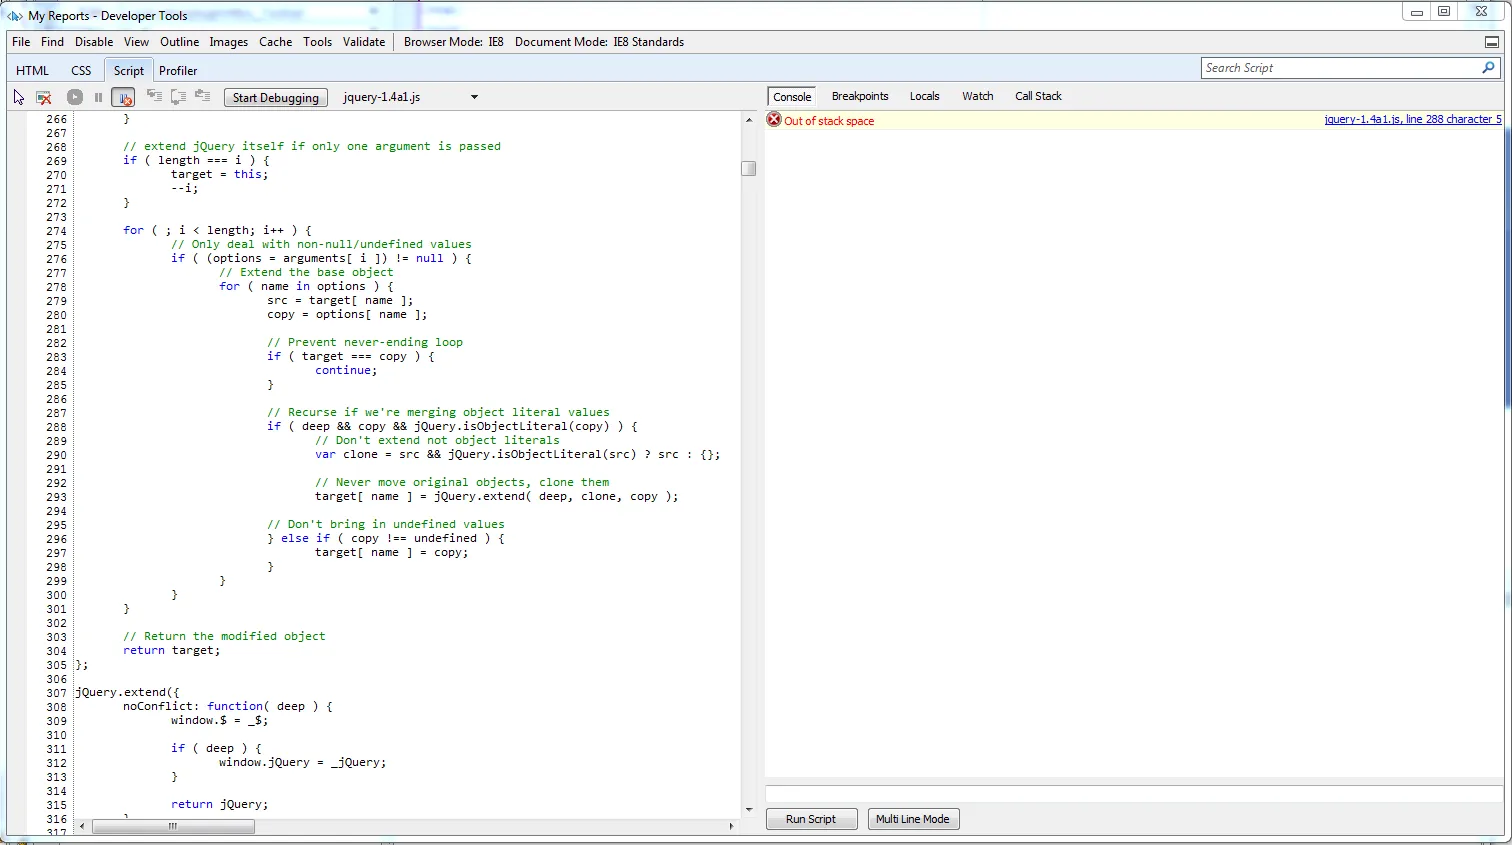 My Reports - Developer Tools
File Find Disable View Outline Images Cache Tools Validate Browser Mode: IE8 Document Mode: IE8 Standards
HTML CSS Script Profiler Search Script
Start Debugging jquery-1.4a1.js Console Breakpoints Locals Watch Call Stack
Out of stack space jquery-1.4a1.js, line 288 character 5
266 }
267
268 // extend jQuery itself if only one argument is passed
269 if ( length === i ) {
270 target = this;
271 --i;
272 }
273
274 for ( ; i < length; i++ ) {
275 // Only deal with non-null/undefined values
276 if ( (options = arguments[ i ]) != null ) {
277 // Extend the base object
278 for ( name in options ) {
279 src = target[ name ];
280 copy = options[ name ];
281
282 // Prevent never-ending loop
283 if ( target === copy ) {
284 continue;
285 }
286
287 // Recurse if we're merging object literal values
288 if ( deep && copy && jQuery.isObjectLiteral(copy) ) {
289 // Don't extend not object literals
290 var clone = src && jQuery.isObjectLiteral(src) ? src : {};
291
292 // Never move original objects, clone them
293 target[ name ] = jQuery.extend( deep, clone, copy );
294
295 // Don't bring in undefined values
296 } else if ( copy !== undefined ) {
297 target[ name ] = copy;
298 }
299 }
300 }
301 }
302
303 // Return the modified object
304 return target;
305 };
306
307 jQuery.extend({
308 noConflict: function( deep ) {
309 window.$ = _$;
310
311 if ( deep ) {
312 window.jQuery = _jQuery;
313 }
314
315 return jQuery;
316 }
317
Run Script Multi Line Mode